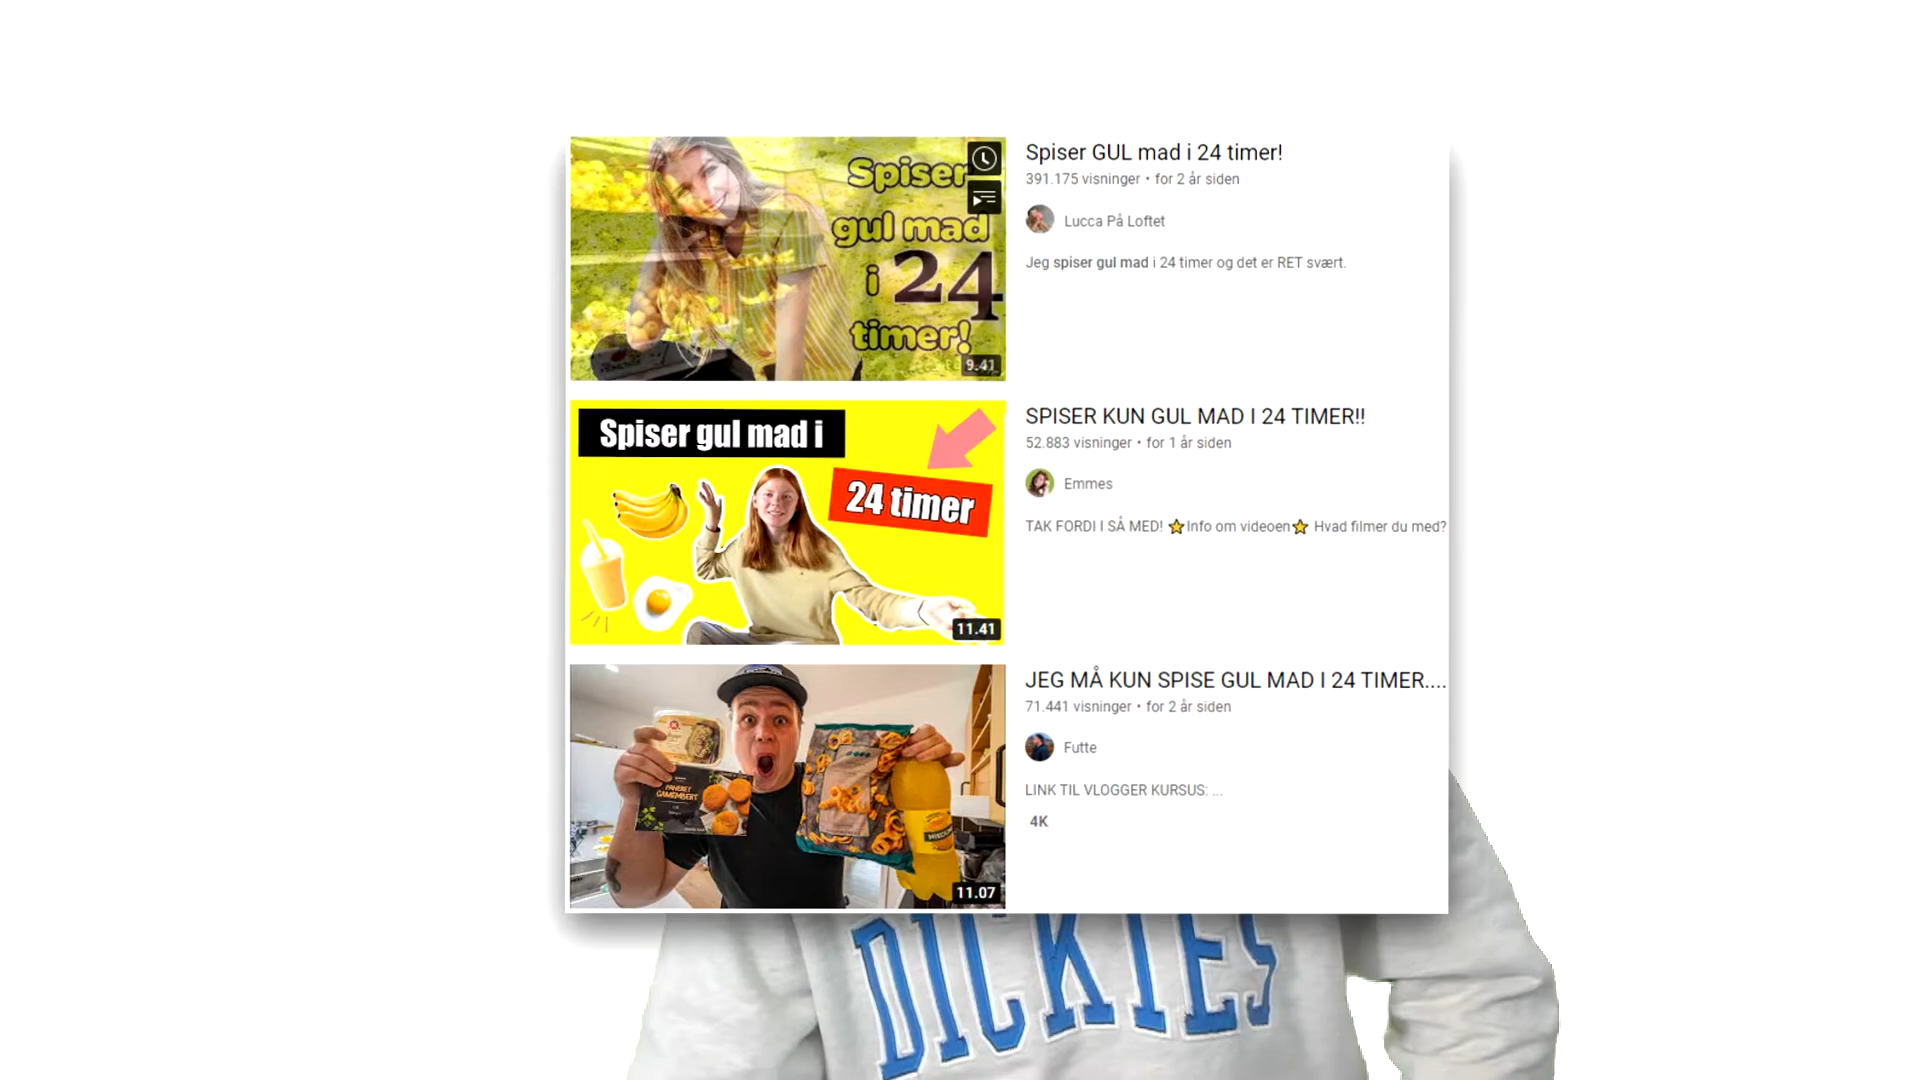 Spiser
gul mad
i 24
timer!
9.41
Spiser GUL mad i 24 timer!
391.175 visninger • for 2 år siden
Lucca På Loftet
Jeg spiser gul mad i 24 timer og det er RET svært.
Spiser gul mad i
24 timer
11.41
SPISER KUN GUL MAD I 24 TIMER!!
52.883 visninger • for 1 år siden
Emmes
TAK FORDI I SÅ MED! ⭐Info om videoen⭐ Hvad filmer du med?
PANERET
CAMEMBERT
11.07
JEG MÅ KUN SPISE GUL MAD I 24 TIMER....
71.441 visninger • for 2 år siden
Futte
LINK TIL VLOGGER KURSUS: ...
4K
DICKIES